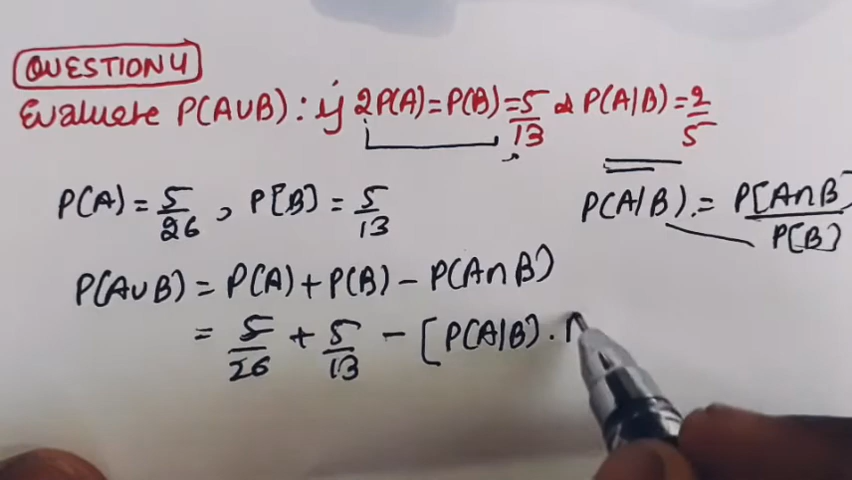 QUESTION 4
Evaluate P(A∪B) : if 2P(A) = P(B) = 5/13 & P(A|B) = 2/5
P(A) = 5/26 , P[B] = 5/13
P(A|B) = P[A∩B]/P[B]
P(A∪B) = P(A) + P(B) - P(A∩B)
= 5/26 + 5/13 - [P(A|B) .